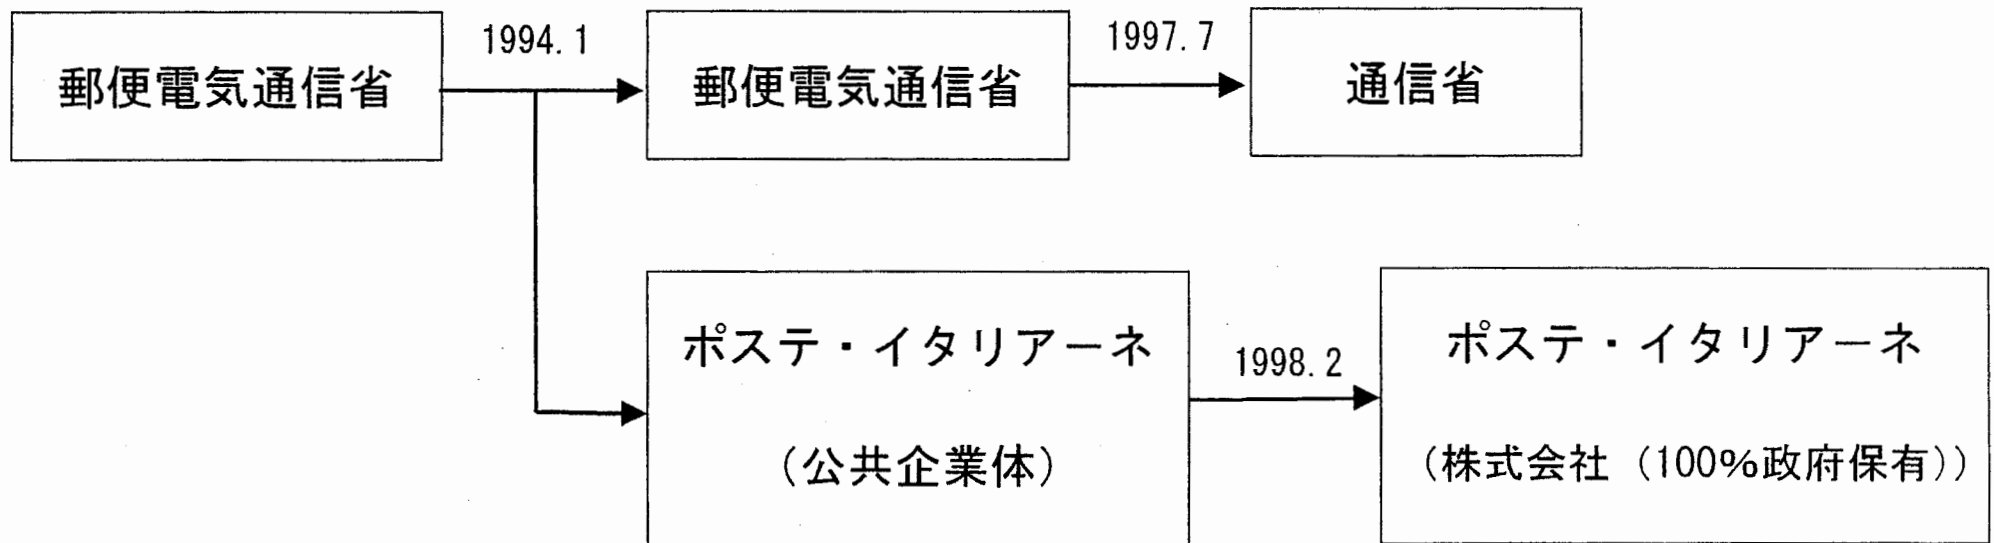 郵便電気通信省
1994.1
郵便電気通信省
1997.7
通信省
ポステ・イタリアーネ
（公共企業体）
1998.2
ポステ・イタリアーネ
（株式会社（100%政府保有））